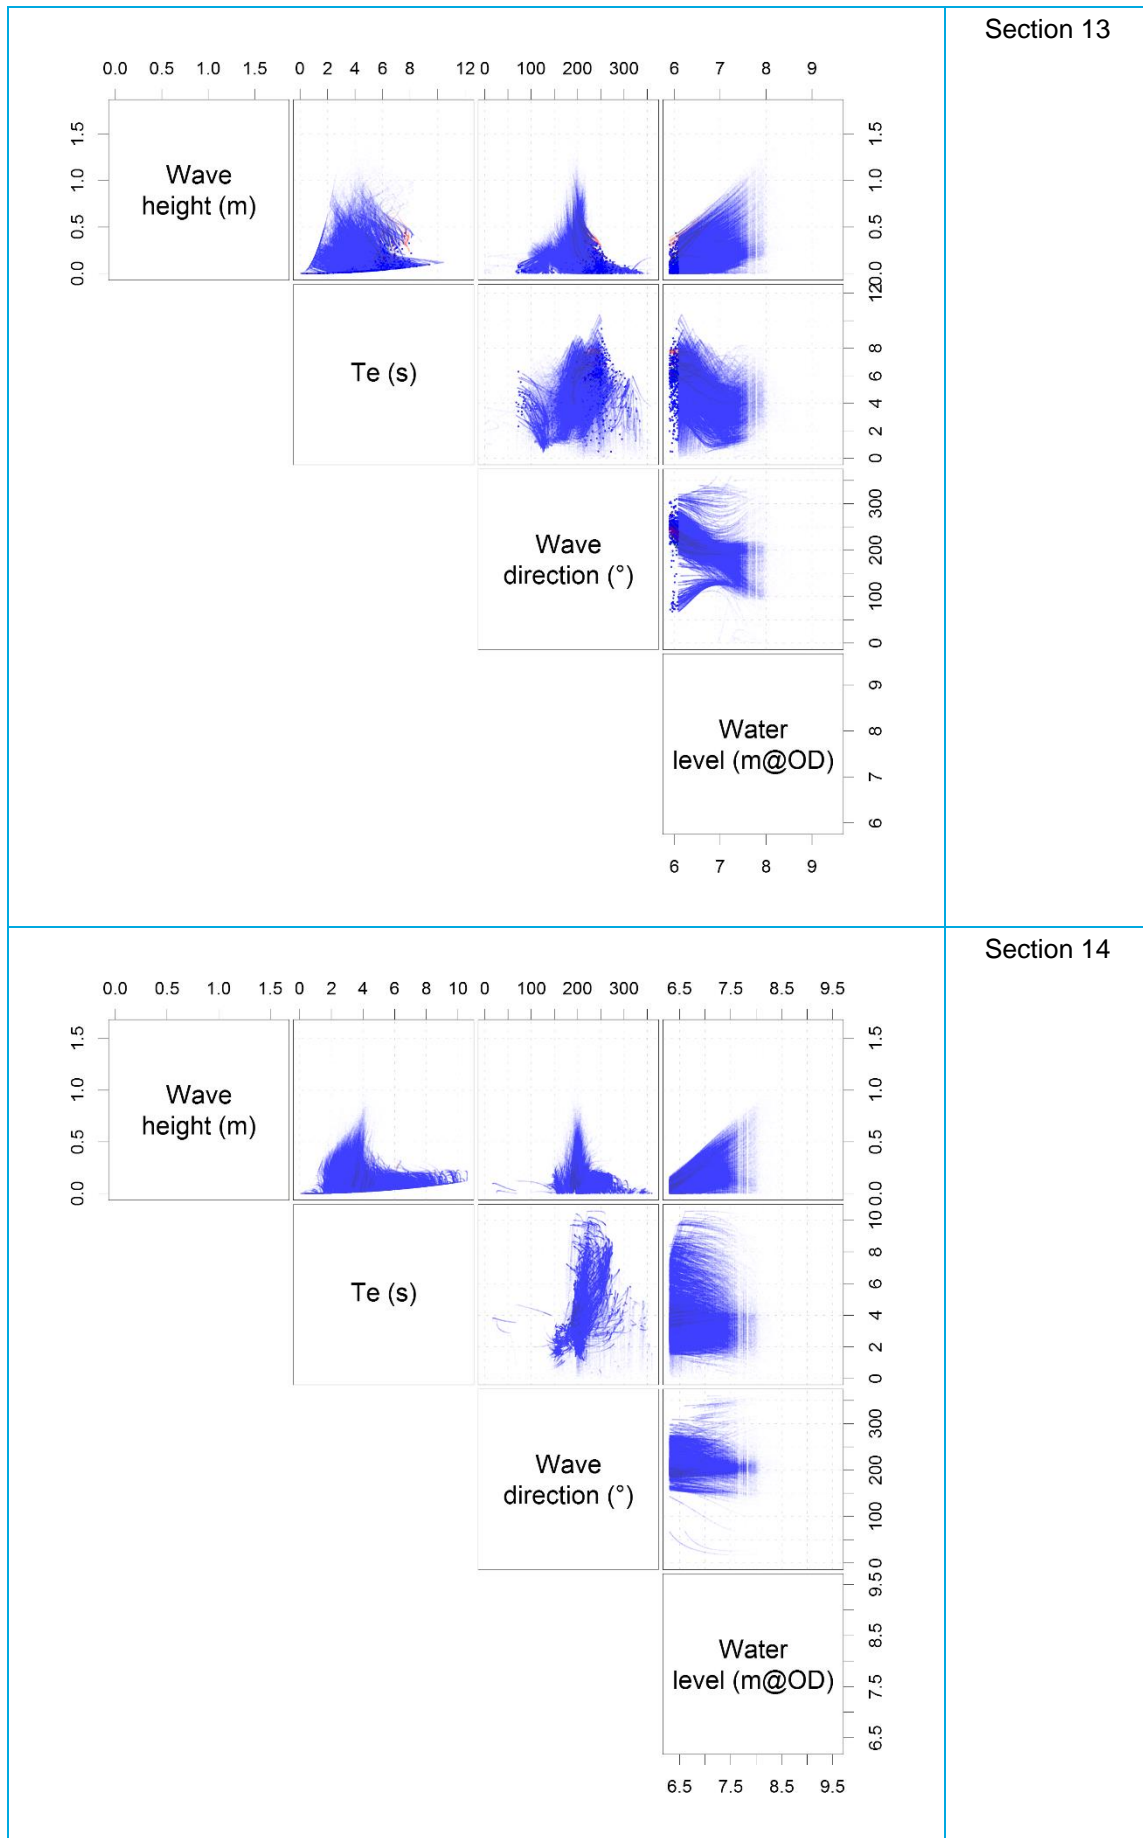 Section 13
0.0 0.5 1.0 1.5 0 2 4 6 8 12 0 100 200 300 6 7 8 9
Wave
height (m)
0.0 0.5 1.0 1.5
0.0 0.5 1.0 1.5
Te (s)
0 2 4 6 8 12
Wave
direction (°)
0 100 200 300
Water
level (m@OD)
6 7 8 9
6 7 8 9
Section 14
0.0 0.5 1.0 1.5 0 2 4 6 8 10 0 100 200 300 6.5 7.5 8.5 9.5
Wave
height (m)
0.0 0.5 1.0 1.5
0.0 0.5 1.0 1.5
Te (s)
0 2 4 6 8 10
Wave
direction (°)
0 100 200 300
Water
level (m@OD)
6.5 7.5 8.5 9.5
6.5 7.5 8.5 9.5